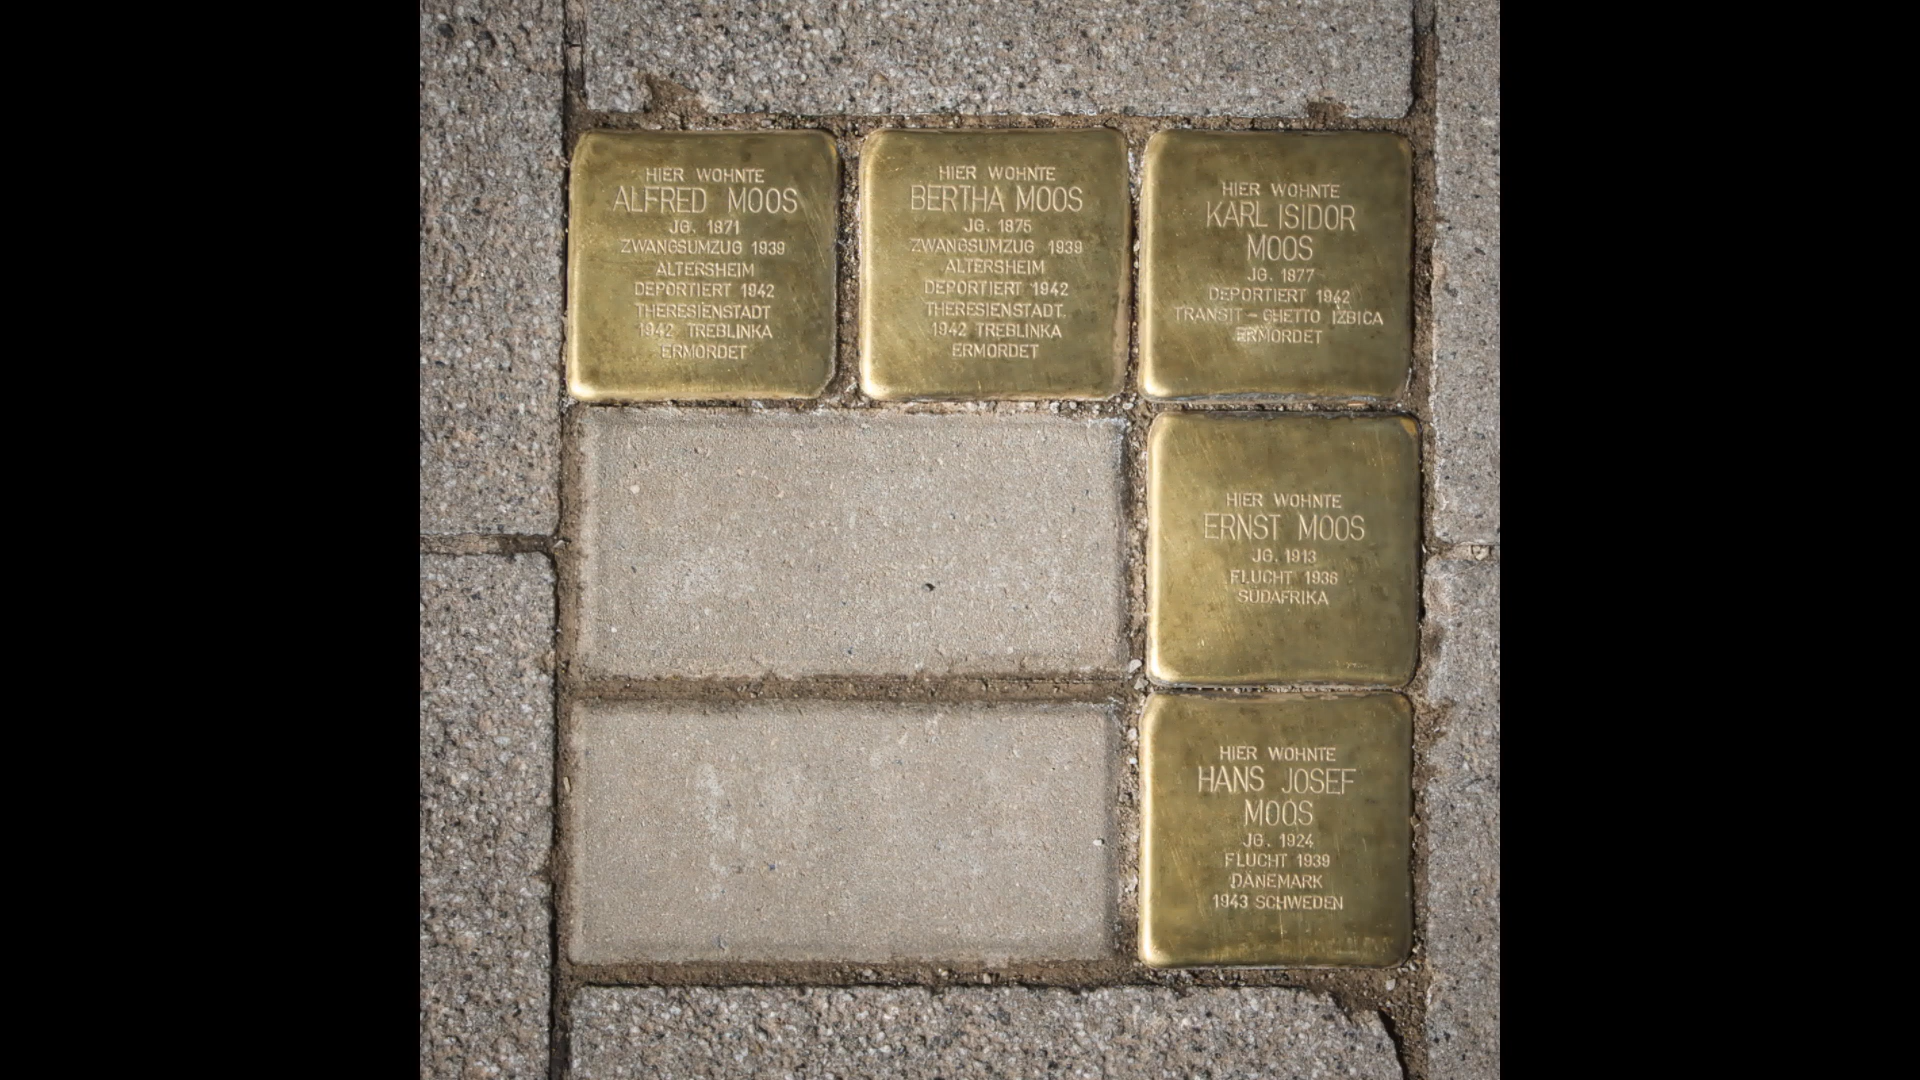 HIER WOHNTE
ALFRED MOOS
JG. 1871
ZWANGSUMZUG 1939
ALTERSHEIM
DEPORTIERT 1942
THERESIENSTADT
1942 TREBLINKA
ERMORDET
HIER WOHNTE
BERTHA MOOS
JG. 1875
ZWANGSUMZUG 1939
ALTERSHEIM
DEPORTIERT 1942
THERESIENSTADT
1942 TREBLINKA
ERMORDET
HIER WOHNTE
KARL ISIDOR
MOOS
JG. 1877
DEPORTIERT 1942
TRANSIT - GHETTO IZBICA
ERMORDET
HIER WOHNTE
ERNST MOOS
JG. 1913
FLUCHT 1936
SÜDAFRIKA
HIER WOHNTE
HANS JOSEF
MOOS
JG. 1924
FLUCHT 1939
DÄNEMARK
1943 SCHWEDEN